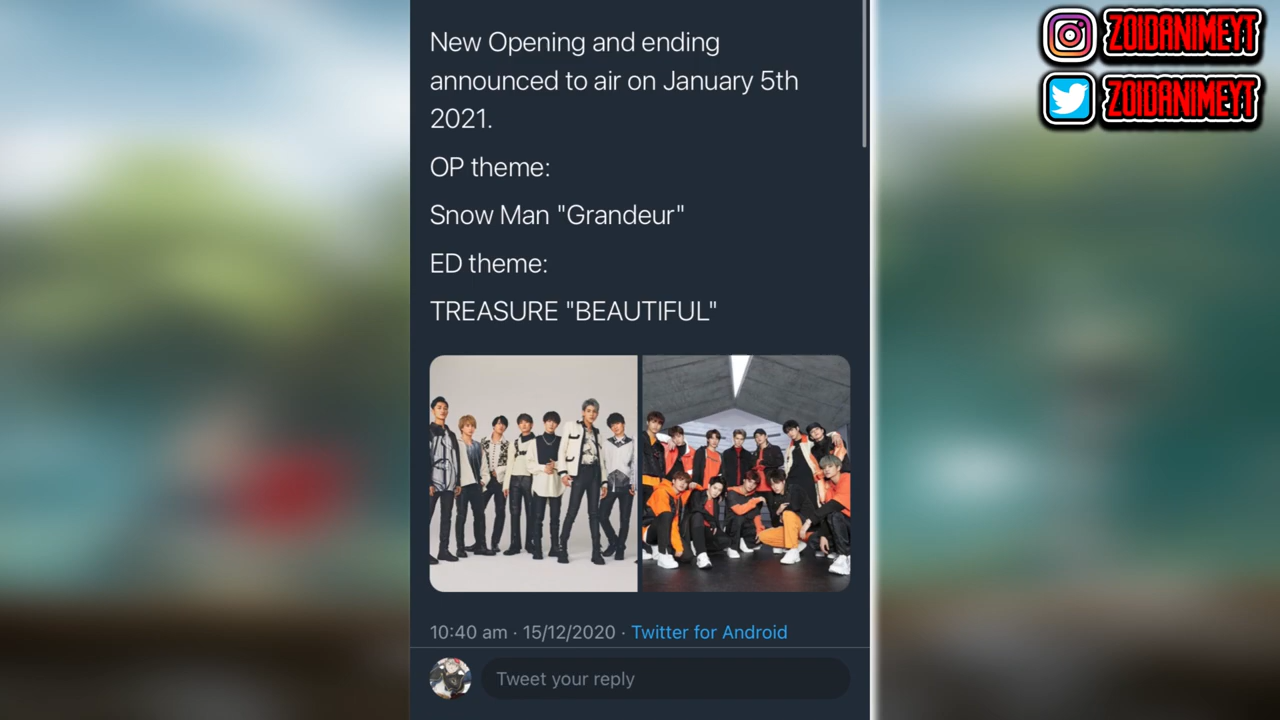 New Opening and ending
announced to air on January 5th
2021.
OP theme:
Snow Man "Grandeur"
ED theme:
TREASURE "BEAUTIFUL"
10:40 am · 15/12/2020 · Twitter for Android
Tweet your reply
ZOIDANIMEYT
ZOIDANIMEYT